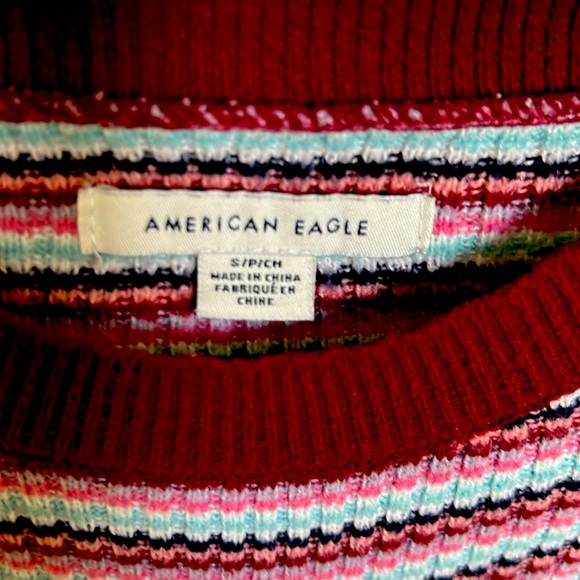 AMERICAN EAGLE
S/P/CH
MADE IN CHINA
FABRIQUÉ EN
CHINE